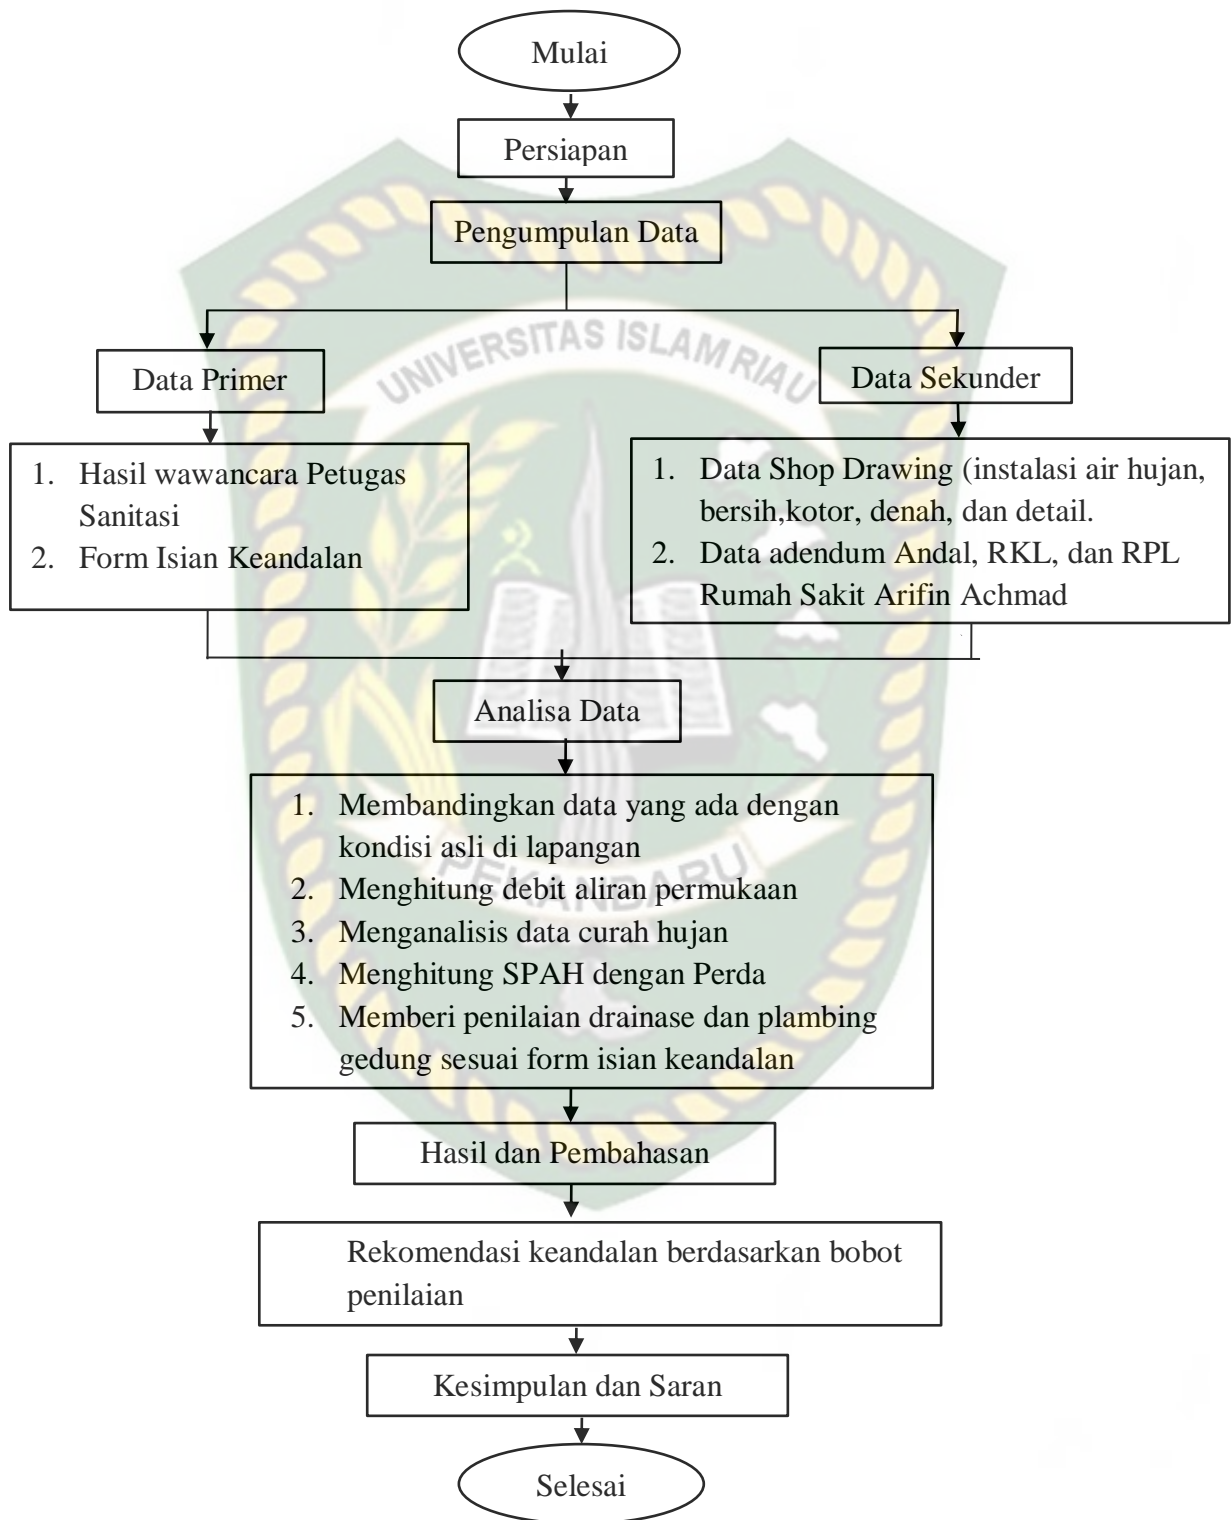 Mulai
Persiapan
Pengumpulan Data
UNIVERSITAS ISLAM RIAU
Data Primer
Data Sekunder
1. Hasil wawancara Petugas
Sanitasi
2. Form Isian Keandalan
1. Data Shop Drawing (instalasi air hujan,
bersih,kotor, denah, dan detail.
2. Data adendum Andal, RKL, dan RPL
Rumah Sakit Arifin Achmad
Analisa Data
1. Membandingkan data yang ada dengan
kondisi asli di lapangan
2. Menghitung debit aliran permukaan
3. Menganalisis data curah hujan
4. Menghitung SPAH dengan Perda
5. Memberi penilaian drainase dan plambing
gedung sesuai form isian keandalan
PEKANBARU
Hasil dan Pembahasan
Rekomendasi keandalan berdasarkan bobot
penilaian
Kesimpulan dan Saran
Selesai